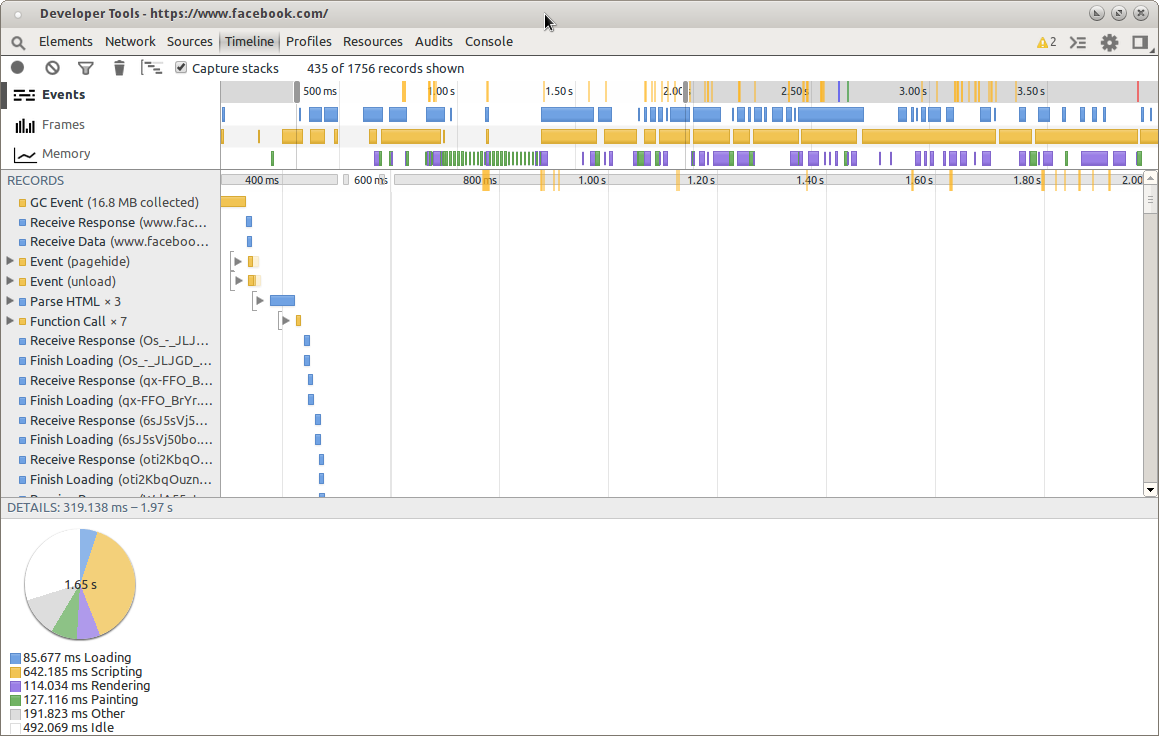 Developer Tools - https://www.facebook.com/
Elements Network Sources Timeline Profiles Resources Audits Console 2
Capture stacks 435 of 1756 records shown
Events
Frames
Memory
500 ms 1.00 s 1.50 s 2.00 s 2.50 s 3.00 s 3.50 s
RECORDS
400 ms 600 ms 800 ms 1.00 s 1.20 s 1.40 s 1.60 s 1.80 s 2.00
GC Event (16.8 MB collected)
Receive Response (www.fac...
Receive Data (www.faceboo...
Event (pagehide)
Event (unload)
Parse HTML × 3
Function Call × 7
Receive Response (Os_-_JLJ...
Finish Loading (Os_-_JLJGD_...
Receive Response (qx-FFO_B...
Finish Loading (qx-FFO_BrYr....
Receive Response (6sJ5sVj5...
Finish Loading (6sJ5sVj50bo....
Receive Response (oti2KbqO...
Finish Loading (oti2KbqOuzn...
DETAILS: 319.138 ms – 1.97 s
1.65 s
85.677 ms Loading
642.185 ms Scripting
114.034 ms Rendering
127.116 ms Painting
191.823 ms Other
492.069 ms Idle